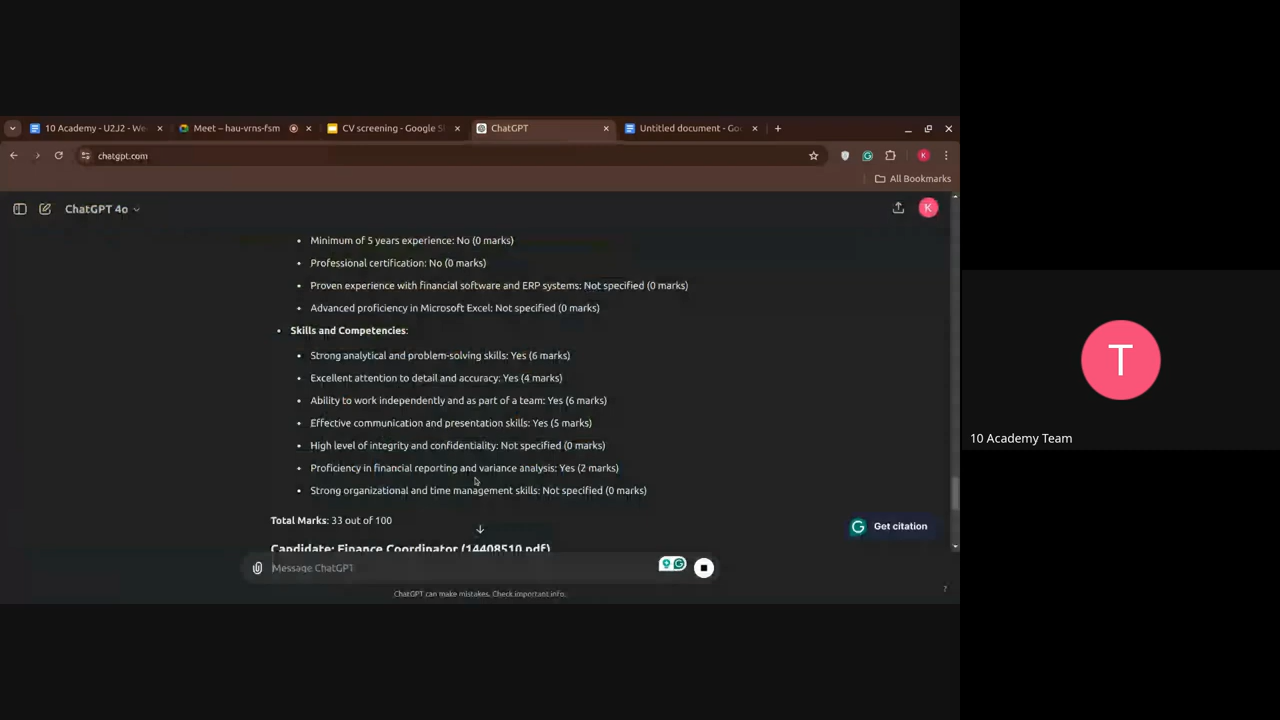 10 Academy - U2J2 - We
Meet – hau-vrns-fsm
CV screening - Google Sl
ChatGPT
Untitled document - Goo
chatgpt.com
K
All Bookmarks
ChatGPT 4o
K
Minimum of 5 years experience: No (0 marks)
Professional certification: No (0 marks)
Proven experience with financial software and ERP systems: Not specified (0 marks)
Advanced proficiency in Microsoft Excel: Not specified (0 marks)
Skills and Competencies:
Strong analytical and problem-solving skills: Yes (6 marks)
Excellent attention to detail and accuracy: Yes (4 marks)
Ability to work independently and as part of a team: Yes (6 marks)
Effective communication and presentation skills: Yes (5 marks)
High level of integrity and confidentiality: Not specified (0 marks)
Proficiency in financial reporting and variance analysis: Yes (2 marks)
Strong organizational and time management skills: Not specified (0 marks)
Total Marks: 33 out of 100
Get citation
Candidate: Finance Coordinator (14408510.pdf)
Message ChatGPT
ChatGPT can make mistakes. Check important info.
?
T
10 Academy Team